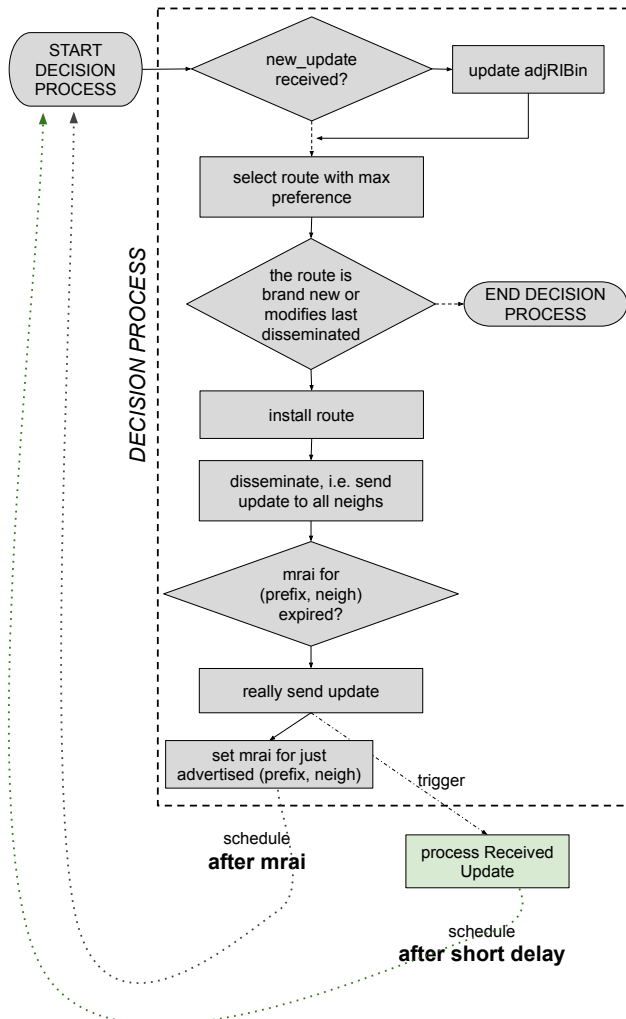 START
DECISION
PROCESS
new_update
received?
update adjRIBin
select route with max
preference
the route is
brand new or
modifies last
disseminated
END DECISION
PROCESS
DECISION PROCESS
install route
disseminate, i.e. send
update to all neighs
mrai for
(prefix, neigh)
expired?
really send update
set mrai for just
advertised (prefix, neigh)
trigger
schedule
after mrai
process Received
Update
schedule
after short delay